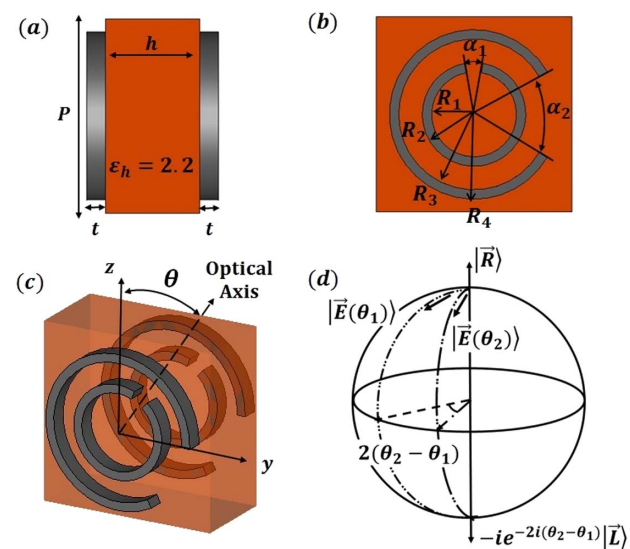 (a)
h
P
ε_h = 2.2
t
t
(b)
α₁
R₁
α₂
R₂
R₃
R₄
(c)
z
θ
Optical
Axis
y
(d)
|R⃗⟩
|E⃗(θ₁)⟩
|E⃗(θ₂)⟩
2(θ₂ − θ₁)
−ie^{−2i(θ₂−θ₁)}|L⃗⟩